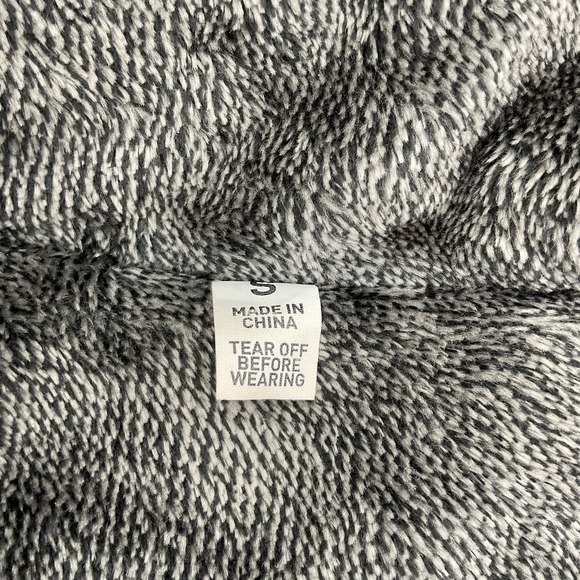 S
MADE IN
CHINA
TEAR OFF
BEFORE
WEARING